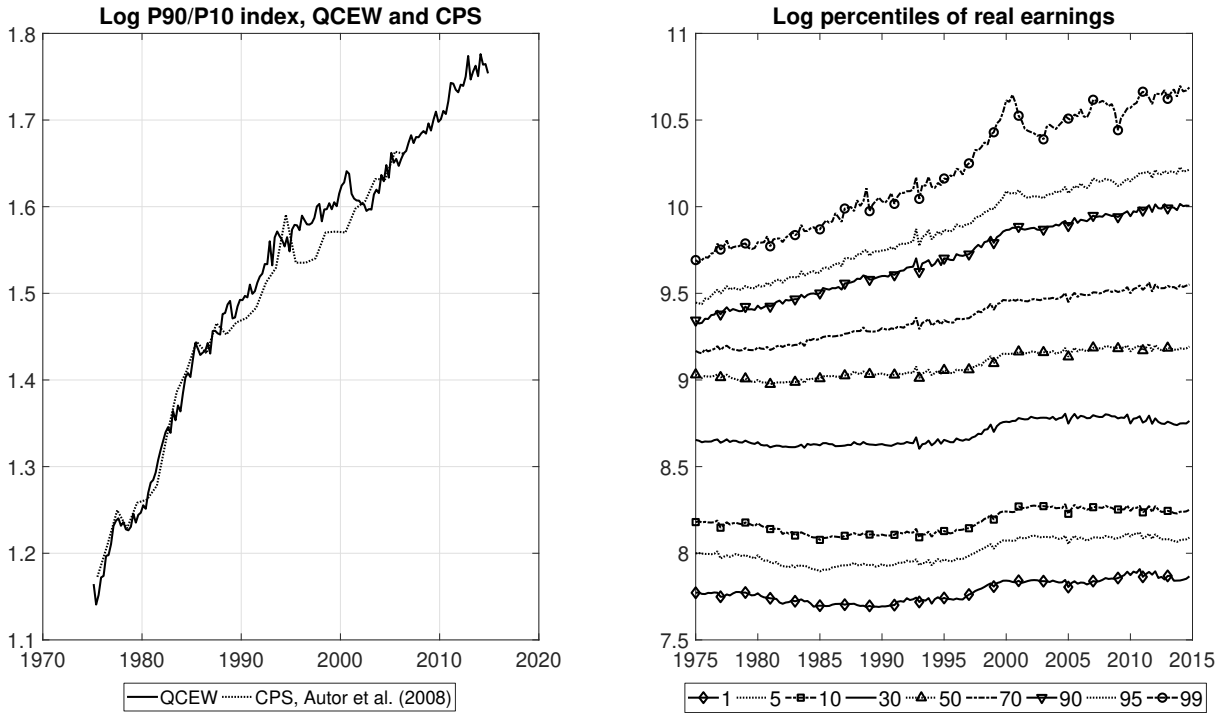 Log P90/P10 index, QCEW and CPS
1.8
1.7
1.6
1.5
1.4
1.3
1.2
1.1
1970 1980 1990 2000 2010 2020
QCEW CPS, Autor et al. (2008)
Log percentiles of real earnings
11
10.5
10
9.5
9
8.5
8
7.5
1975 1980 1985 1990 1995 2000 2005 2010 2015
1 5 10 30 50 70 90 95 99